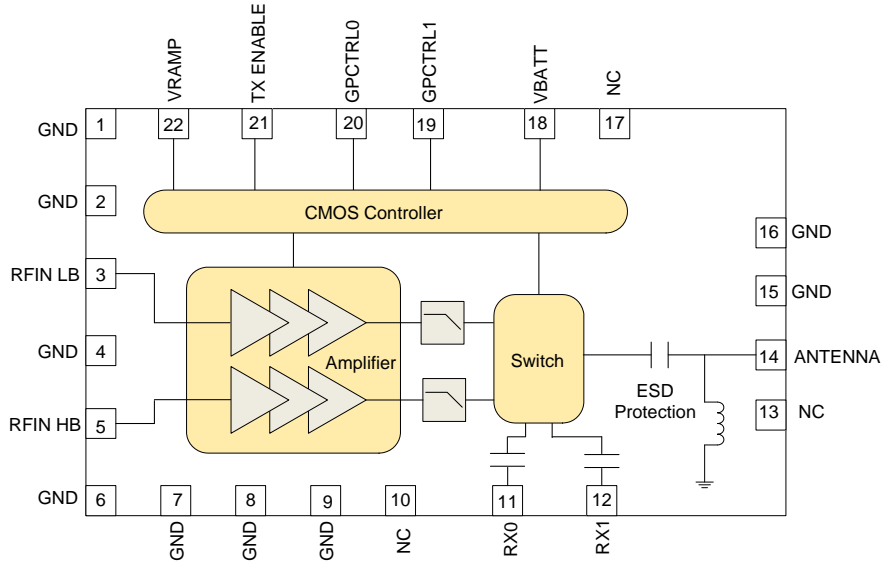 VRAMP
TX ENABLE
GPCTRL0
GPCTRL1
VBATT
NC
GND 1
22
21
20
19
18
17
GND 2
CMOS Controller
16 GND
RFIN LB 3
15 GND
GND 4
Amplifier
Switch
14 ANTENNA
ESD
Protection
13 NC
RFIN HB 5
GND 6
7
8
9
10
11
12
GND
GND
GND
NC
RX0
RX1